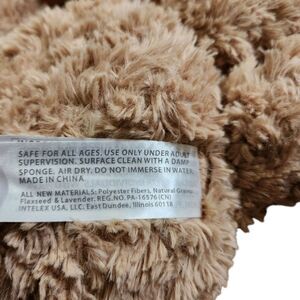 SAFE FOR ALL AGES, USE ONLY UNDER ADULT
SUPERVISION. SURFACE CLEAN WITH A DAMP
SPONGE. AIR DRY. DO NOT IMMERSE IN WATER.
MADE IN CHINA
ALL NEW MATERIALS: Polyester Fibers, Natural Grains,
Flaxseed & Lavender. REG.NO. PA-16576(CN)
INTELEX USA, LLC. East Dundee, Illinois 60118